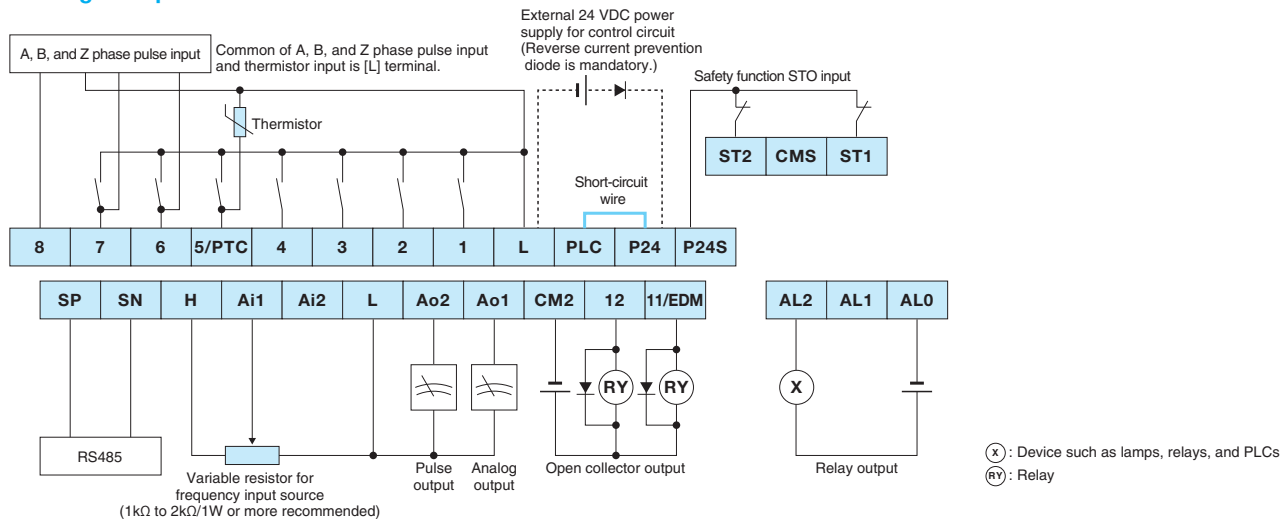 External 24 VDC power
supply for control circuit
(Reverse current prevention
diode is mandatory.)
A, B, and Z phase pulse input
Common of A, B, and Z phase pulse input
and thermistor input is [L] terminal.
Safety function STO input
Thermistor
ST2 CMS ST1
Short-circuit
wire
8 7 6 5/PTC 4 3 2 1 L PLC P24 P24S
SP SN H Ai1 Ai2 L Ao2 Ao1 CM2 12 11/EDM AL2 AL1 AL0
RY RY X
RS485
Variable resistor for
frequency input source
(1kΩ to 2kΩ/1W or more recommended)
Pulse
output
Analog
output
Open collector output
Relay output
X : Device such as lamps, relays, and PLCs
RY : Relay